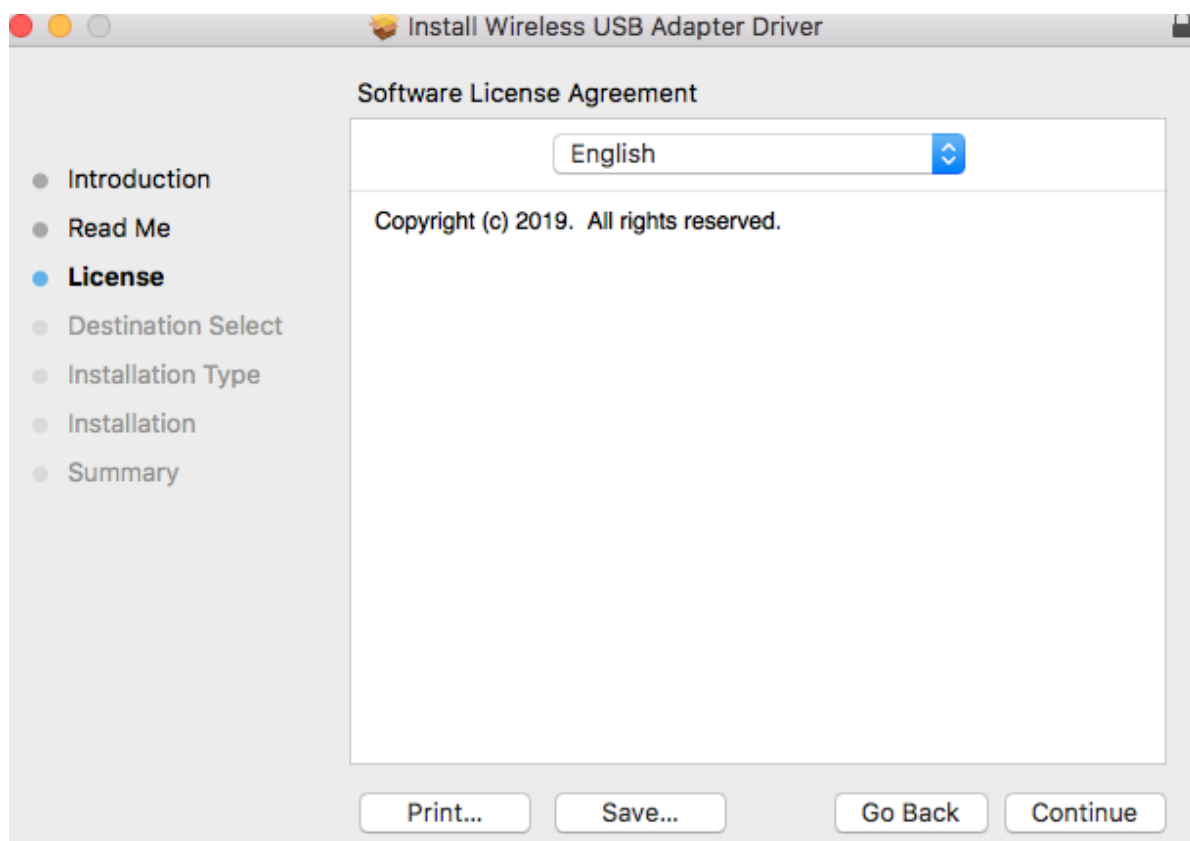 Install Wireless USB Adapter Driver
Software License Agreement
English
Introduction
Read Me
License
Destination Select
Installation Type
Installation
Summary
Copyright (c) 2019.  All rights reserved.
Print...
Save...
Go Back
Continue